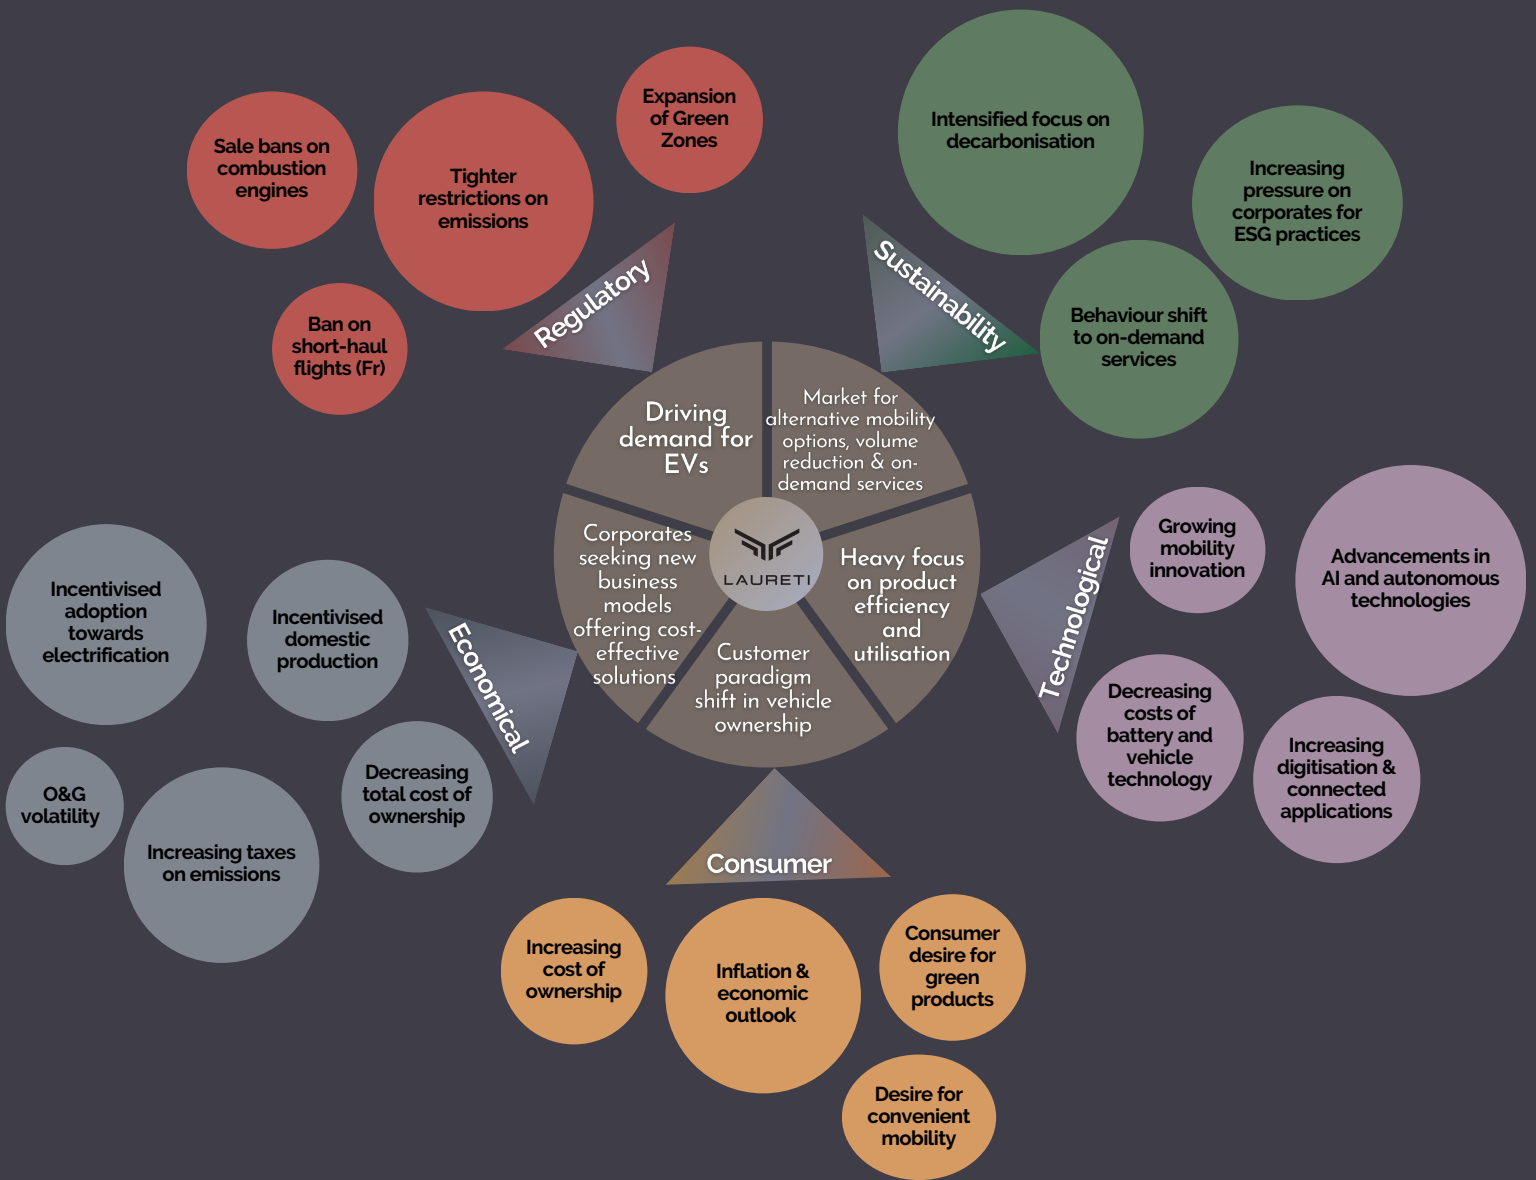 Expansion
of Green
Zones
Sale bans on
combustion
engines
Tighter
restrictions on
emissions
Ban on
short-haul
flights (Fr)
Regulatory
Intensified focus on
decarbonisation
Increasing
pressure on
corporates for
ESG practices
Behaviour shift
to on-demand
services
Sustainability
Driving
demand for
EVs
Market for
alternative mobility
options, volume
reduction & on-
demand services
Corporates
seeking new
business
models
offering cost-
effective
solutions
LAURETI
Heavy focus
on product
efficiency
and
utilisation
Customer
paradigm
shift in vehicle
ownership
Technological
Growing
mobility
innovation
Advancements in
AI and autonomous
technologies
Decreasing
costs of
battery and
vehicle
technology
Increasing
digitisation &
connected
applications
Economical
Incentivised
adoption
towards
electrification
Incentivised
domestic
production
O&G
volatility
Increasing taxes
on emissions
Decreasing
total cost of
ownership
Consumer
Increasing
cost of
ownership
Inflation &
economic
outlook
Consumer
desire for
green
products
Desire for
convenient
mobility